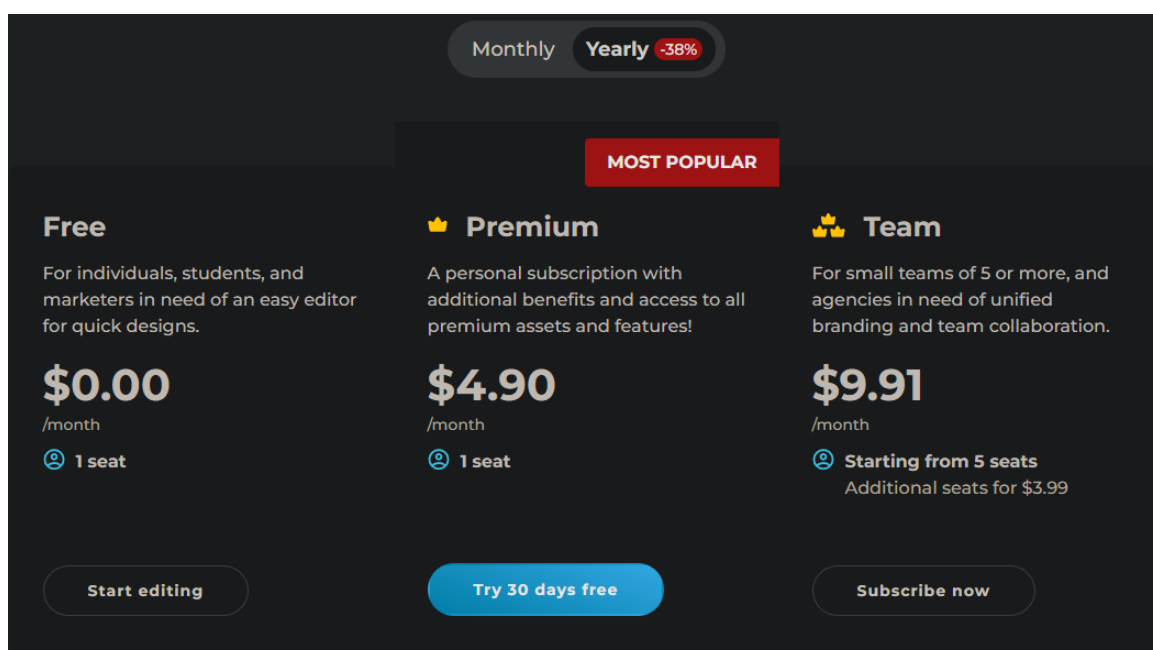 Monthly Yearly -38%
MOST POPULAR
Free
For individuals, students, and
marketers in need of an easy editor
for quick designs.
$0.00
/month
1 seat
Start editing
Premium
A personal subscription with
additional benefits and access to all
premium assets and features!
$4.90
/month
1 seat
Try 30 days free
Team
For small teams of 5 or more, and
agencies in need of unified
branding and team collaboration.
$9.91
/month
Starting from 5 seats
Additional seats for $3.99
Subscribe now